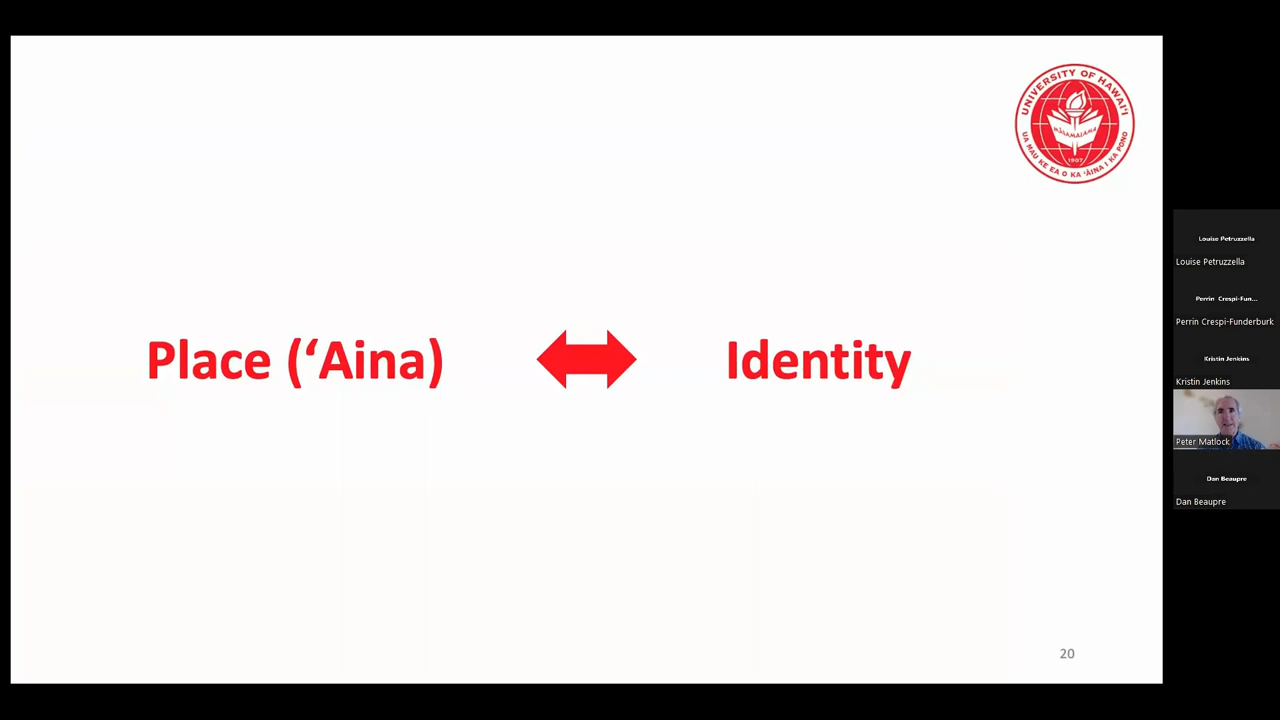 UNIVERSITY OF HAWAI‘I
MĀLAMALAMA
1907
UA MAU KE EA O KA ‘ĀINA I KA PONO
Place (‘Aina)
Identity
20
Louise Petruzzella
Louise Petruzzella
Perrin Crespi-Fun...
Perrin Crespi-Funderburk
Kristin Jenkins
Kristin Jenkins
Peter Matlock
Dan Beaupre
Dan Beaupre